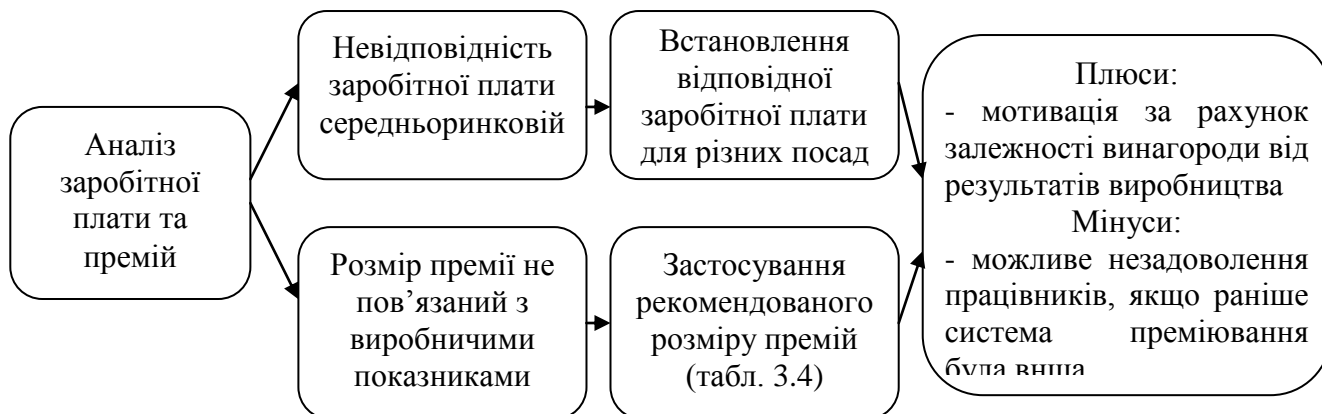 Аналіз
заробітної
плати та
премій
Невідповідність
заробітної плати
середньоринковій
Встановлення
відповідної
заробітної плати
для різних посад
Розмір премії не
пов’язаний з
виробничими
показниками
Застосування
рекомендованого
розміру премій
(табл. 3.4)
Плюси:
- мотивація за рахунок
залежності винагороди від
результатів виробництва
Мінуси:
- можливе незадоволення
працівників, якщо раніше
система преміювання
була вища